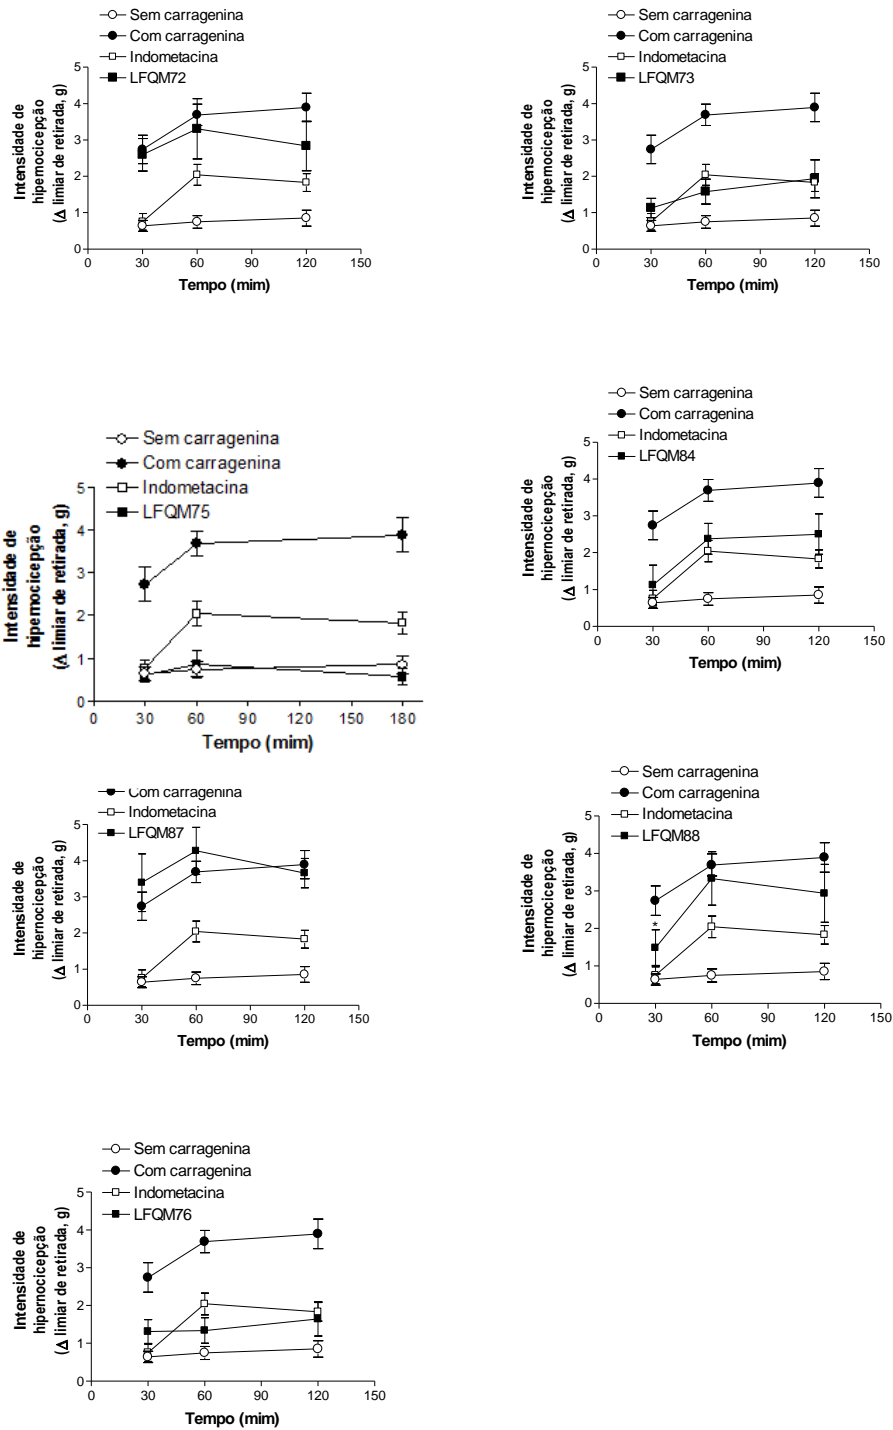 Sem carragenina
Com carragenina
Indometacina
LFQM72
Intensidade de
hipernocicepção
(Δ limiar de retirada, g)
5
4
3
2
1
0
0 30 60 90 120 150
Tempo (mim)
Sem carragenina
Com carragenina
Indometacina
LFQM73
Intensidade de
hipernocicepção
(Δ limiar de retirada, g)
5
4
3
2
1
0
0 30 60 90 120 150
Tempo (mim)
Sem carragenina
Com carragenina
Indometacina
LFQM75
Intensidade de
hipernocicepção
(Δ limiar de retirada, g)
5
4
3
2
1
0
0 30 60 90 120 150 180
Tempo (mim)
Sem carragenina
Com carragenina
Indometacina
LFQM84
Intensidade de
hipernocicepção
(Δ limiar de retirada, g)
5
4
3
2
1
0
0 30 60 90 120 150
Tempo (mim)
Com carragenina
Indometacina
LFQM87
Intensidade de
hipernocicepção
(Δ limiar de retirada, g)
5
4
3
2
1
0
0 30 60 90 120 150
Tempo (mim)
Sem carragenina
Com carragenina
Indometacina
LFQM88
Intensidade de
hipernocicepção
(Δ limiar de retirada, g)
5
4
3
2
1
0
*
0 30 60 90 120 150
Tempo (mim)
Sem carragenina
Com carragenina
Indometacina
LFQM76
Intensidade de
hipernocicepção
(Δ limiar de retirada, g)
5
4
3
2
1
0
0 30 60 90 120 150
Tempo (mim)